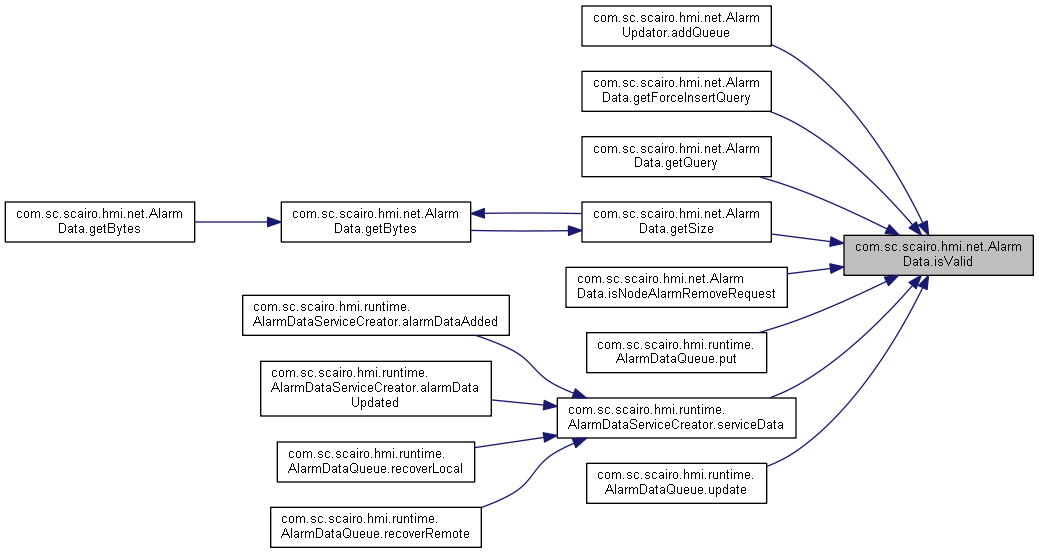 com.sc.scairo.hmi.net.Alarm
Updator.addQueue
com.sc.scairo.hmi.net.Alarm
Data.getForceInsertQuery
com.sc.scairo.hmi.net.Alarm
Data.getQuery
com.sc.scairo.hmi.net.Alarm
Data.getBytes
com.sc.scairo.hmi.net.Alarm
Data.getBytes
com.sc.scairo.hmi.net.Alarm
Data.getSize
com.sc.scairo.hmi.net.Alarm
Data.isValid
com.sc.scairo.hmi.net.Alarm
Data.isNodeAlarmRemoveRequest
com.sc.scairo.hmi.runtime.
AlarmDataServiceCreator.alarmDataAdded
com.sc.scairo.hmi.runtime.
AlarmDataQueue.put
com.sc.scairo.hmi.runtime.
AlarmDataServiceCreator.alarmData
Updated
com.sc.scairo.hmi.runtime.
AlarmDataServiceCreator.serviceData
com.sc.scairo.hmi.runtime.
AlarmDataQueue.recoverLocal
com.sc.scairo.hmi.runtime.
AlarmDataQueue.update
com.sc.scairo.hmi.runtime.
AlarmDataQueue.recoverRemote